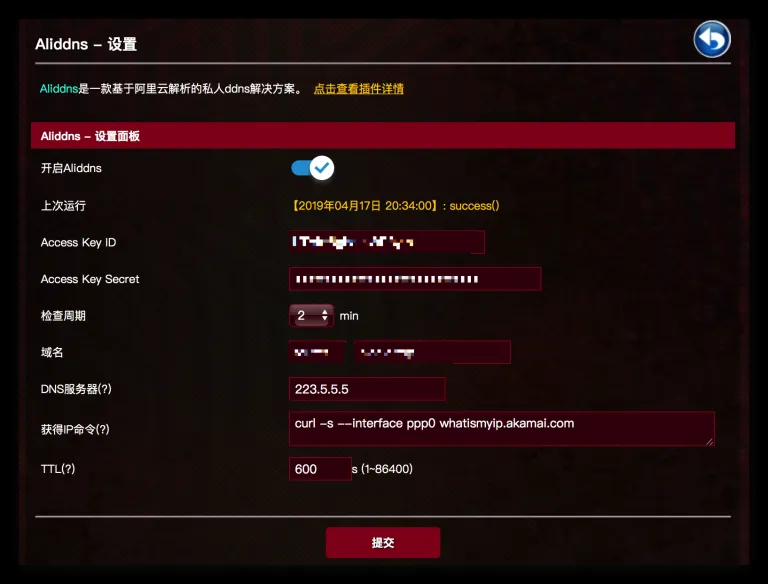 Aliddns - 设置
Aliddns是一款基于阿里云解析的私人ddns解决方案。 点击查看插件详情
Aliddns - 设置面板
开启Aliddns
上次运行 【2019年04月17日 20:34:00】: success()
Access Key ID
Access Key Secret
检查周期 2 min
域名
DNS服务器(?) 223.5.5.5
获得IP命令(?) curl -s --interface ppp0 whatismyip.akamai.com
TTL(?) 600 s (1~86400)
提交